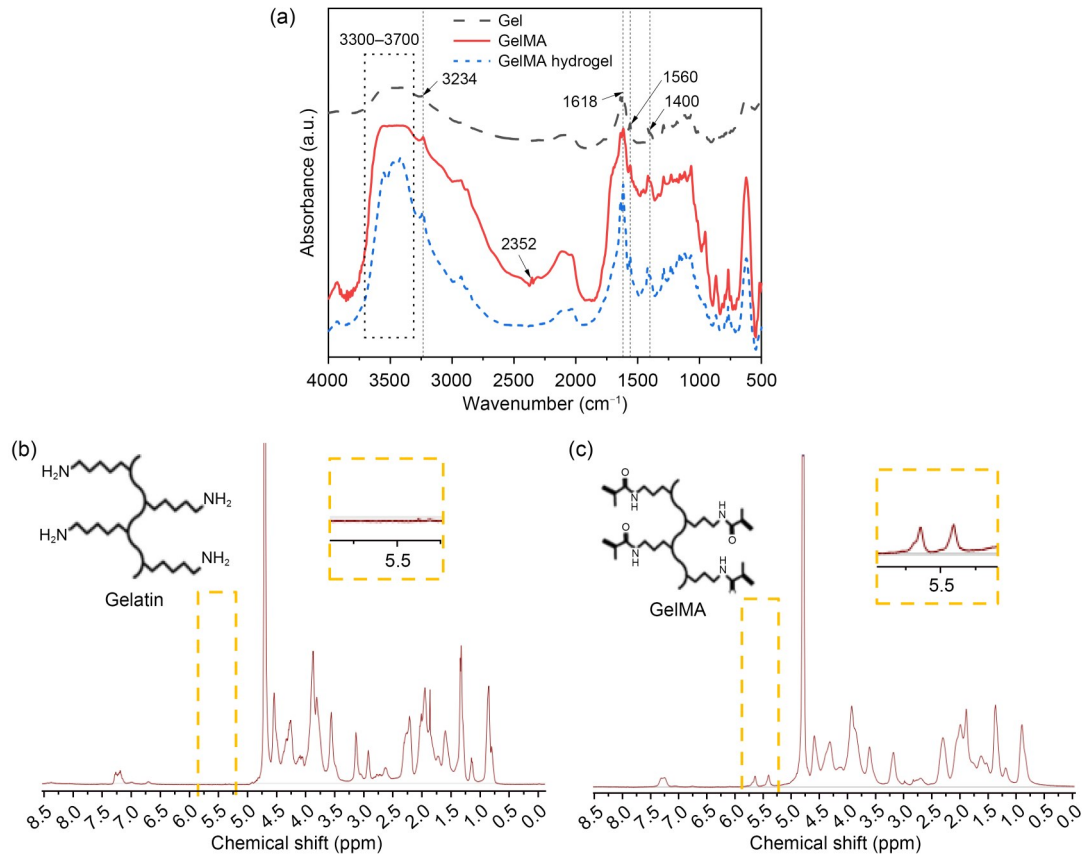 (a)
Gel
GelMA
GelMA hydrogel
3300–3700
3234
1618
1560
1400
2352
Absorbance (a.u.)
4000 3500 3000 2500 2000 1500 1000 500
Wavenumber (cm⁻¹)
(b)
H₂N
NH₂
H₂N
NH₂
Gelatin
5.5
8.5 8.0 7.5 7.0 6.5 6.0 5.5 5.0 4.5 4.0 3.5 3.0 2.5 2.0 1.5 1.0 0.5 0.0
Chemical shift (ppm)
(c)
O
N
H
H
N
O
O
N
H
H
N
GelMA
5.5
8.5 8.0 7.5 7.0 6.5 6.0 5.5 5.0 4.5 4.0 3.5 3.0 2.5 2.0 1.5 1.0 0.5 0.0
Chemical shift (ppm)